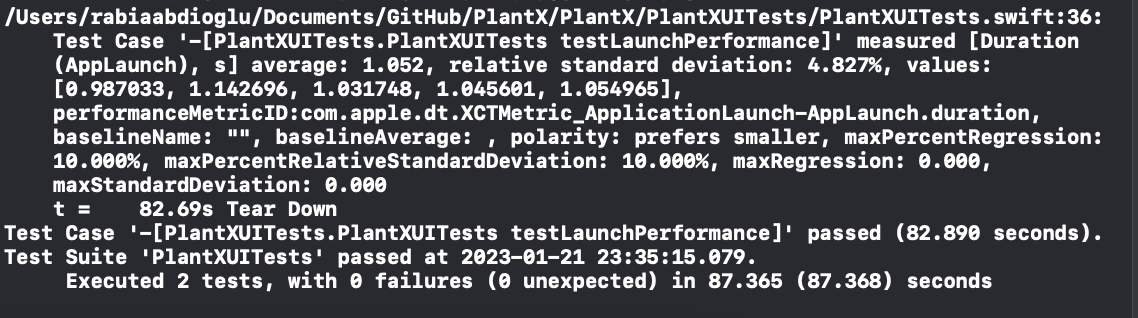 /Users/rabiaabdioglu/Documents/GitHub/PlantX/PlantX/PlantXUITests/PlantXUITests.swift:36:
Test Case '-[PlantXUITests.PlantXUITests testLaunchPerformance]' measured [Duration
(AppLaunch), s] average: 1.052, relative standard deviation: 4.827%, values:
[0.987033, 1.142696, 1.031748, 1.045601, 1.054965],
performanceMetricID:com.apple.dt.XCTMetric_ApplicationLaunch-AppLaunch.duration,
baselineName: "", baselineAverage: , polarity: prefers smaller, maxPercentRegression:
10.000%, maxPercentRelativeStandardDeviation: 10.000%, maxRegression: 0.000,
maxStandardDeviation: 0.000
t =    82.69s Tear Down
Test Case '-[PlantXUITests.PlantXUITests testLaunchPerformance]' passed (82.890 seconds).
Test Suite 'PlantXUITests' passed at 2023-01-21 23:35:15.079.
Executed 2 tests, with 0 failures (0 unexpected) in 87.365 (87.368) seconds